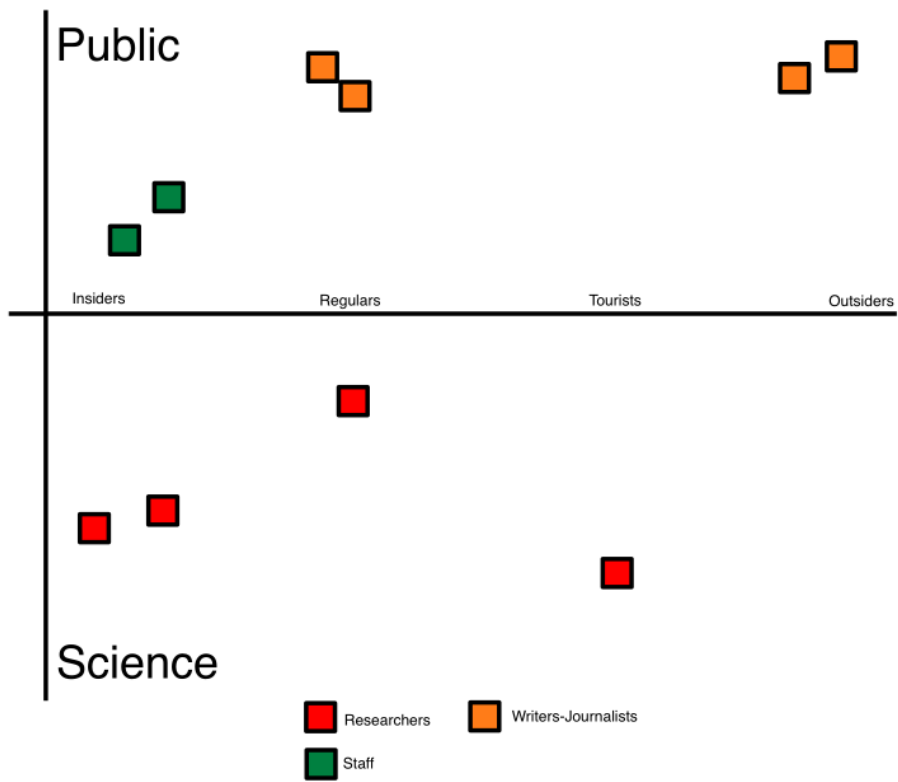 Public
Insiders
Regulars
Tourists
Outsiders
Science
Researchers
Writers-Journalists
Staff